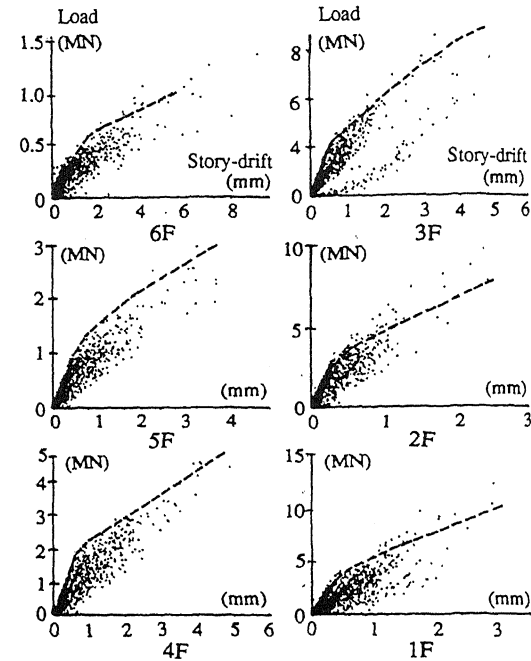 Load
(MN)
1.5
1.0
0.5
0
Story-drift
(mm)
0 2 4 6 8
6F
Load
(MN)
8
6
4
0
Story-drift
(mm)
0 1 2 3 4 5 6
3F
(MN)
3
2
1
0
(mm)
0 1 2 3 4
5F
(MN)
10
5
0
(mm)
0 1 2 3
2F
(MN)
5
4
3
2
1
0
(mm)
0 1 2 3 4 5 6
4F
(MN)
15
10
5
0
(mm)
0 1 2 3
1F